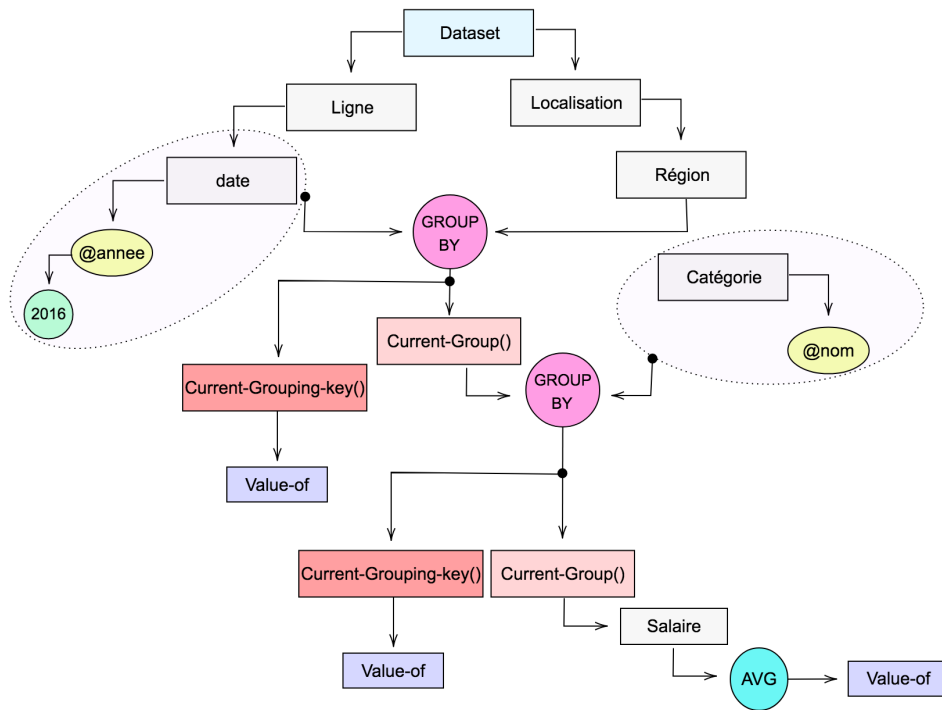 Dataset
Ligne
Localisation
date
Région
GROUP
BY
@annee
Catégorie
2016
Current-Group()
@nom
Current-Grouping-key()
GROUP
BY
Value-of
Current-Grouping-key()
Current-Group()
Salaire
Value-of
AVG
Value-of